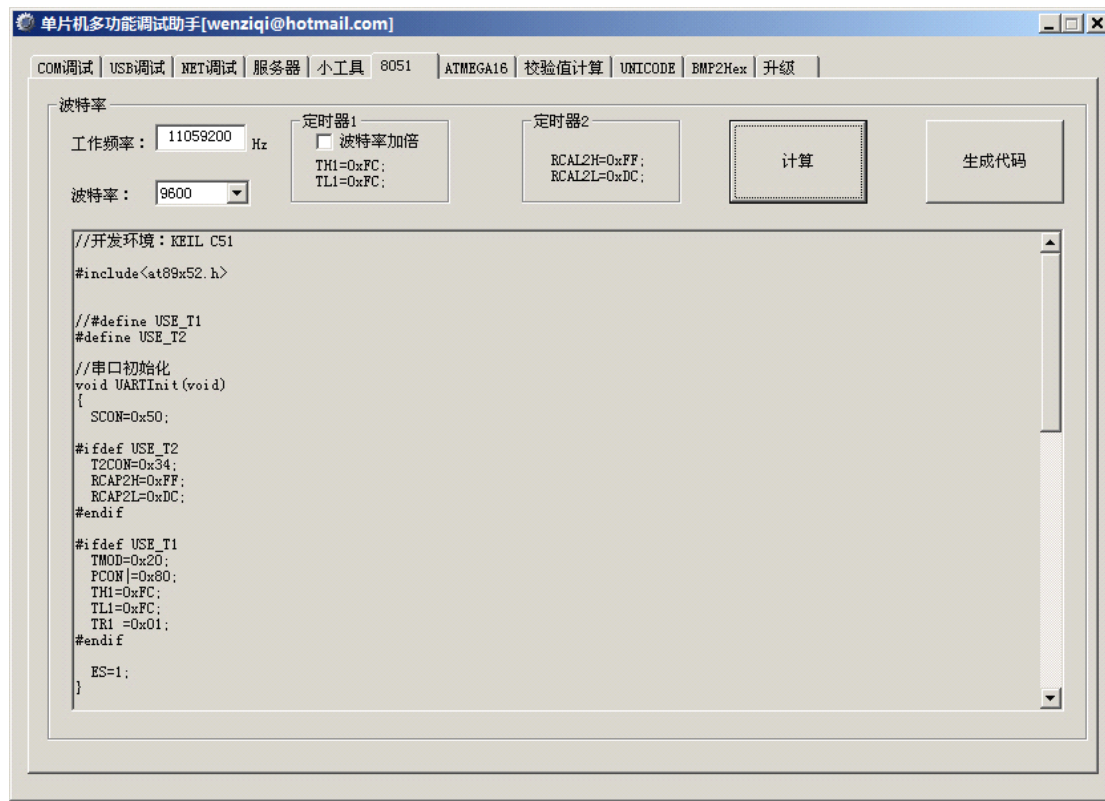 单片机多功能调试助手[wenziqi@hotmail.com]
COM调试 USB调试 NET调试 服务器 小工具 8051 ATMEGA16 校验值计算 UNICODE BMP2Hex 升级
波特率
工作频率： 11059200 Hz
波特率： 9600
定时器1
波特率加倍
TH1=0xFC;
TL1=0xFC;
定时器2
RCAL2H=0xFF;
RCAL2L=0xDC;
计算
生成代码
//开发环境：KEIL C51
#include<at89x52.h>
//#define USE_T1
#define USE_T2
//串口初始化
void UARTInit(void)
{
SCON=0x50;
#ifdef USE_T2
T2CON=0x34;
RCAP2H=0xFF;
RCAP2L=0xDC;
#endif
#ifdef USE_T1
TMOD=0x20;
PCON|=0x80;
TH1=0xFC;
TL1=0xFC;
TR1 =0x01;
#endif
ES=1;
}